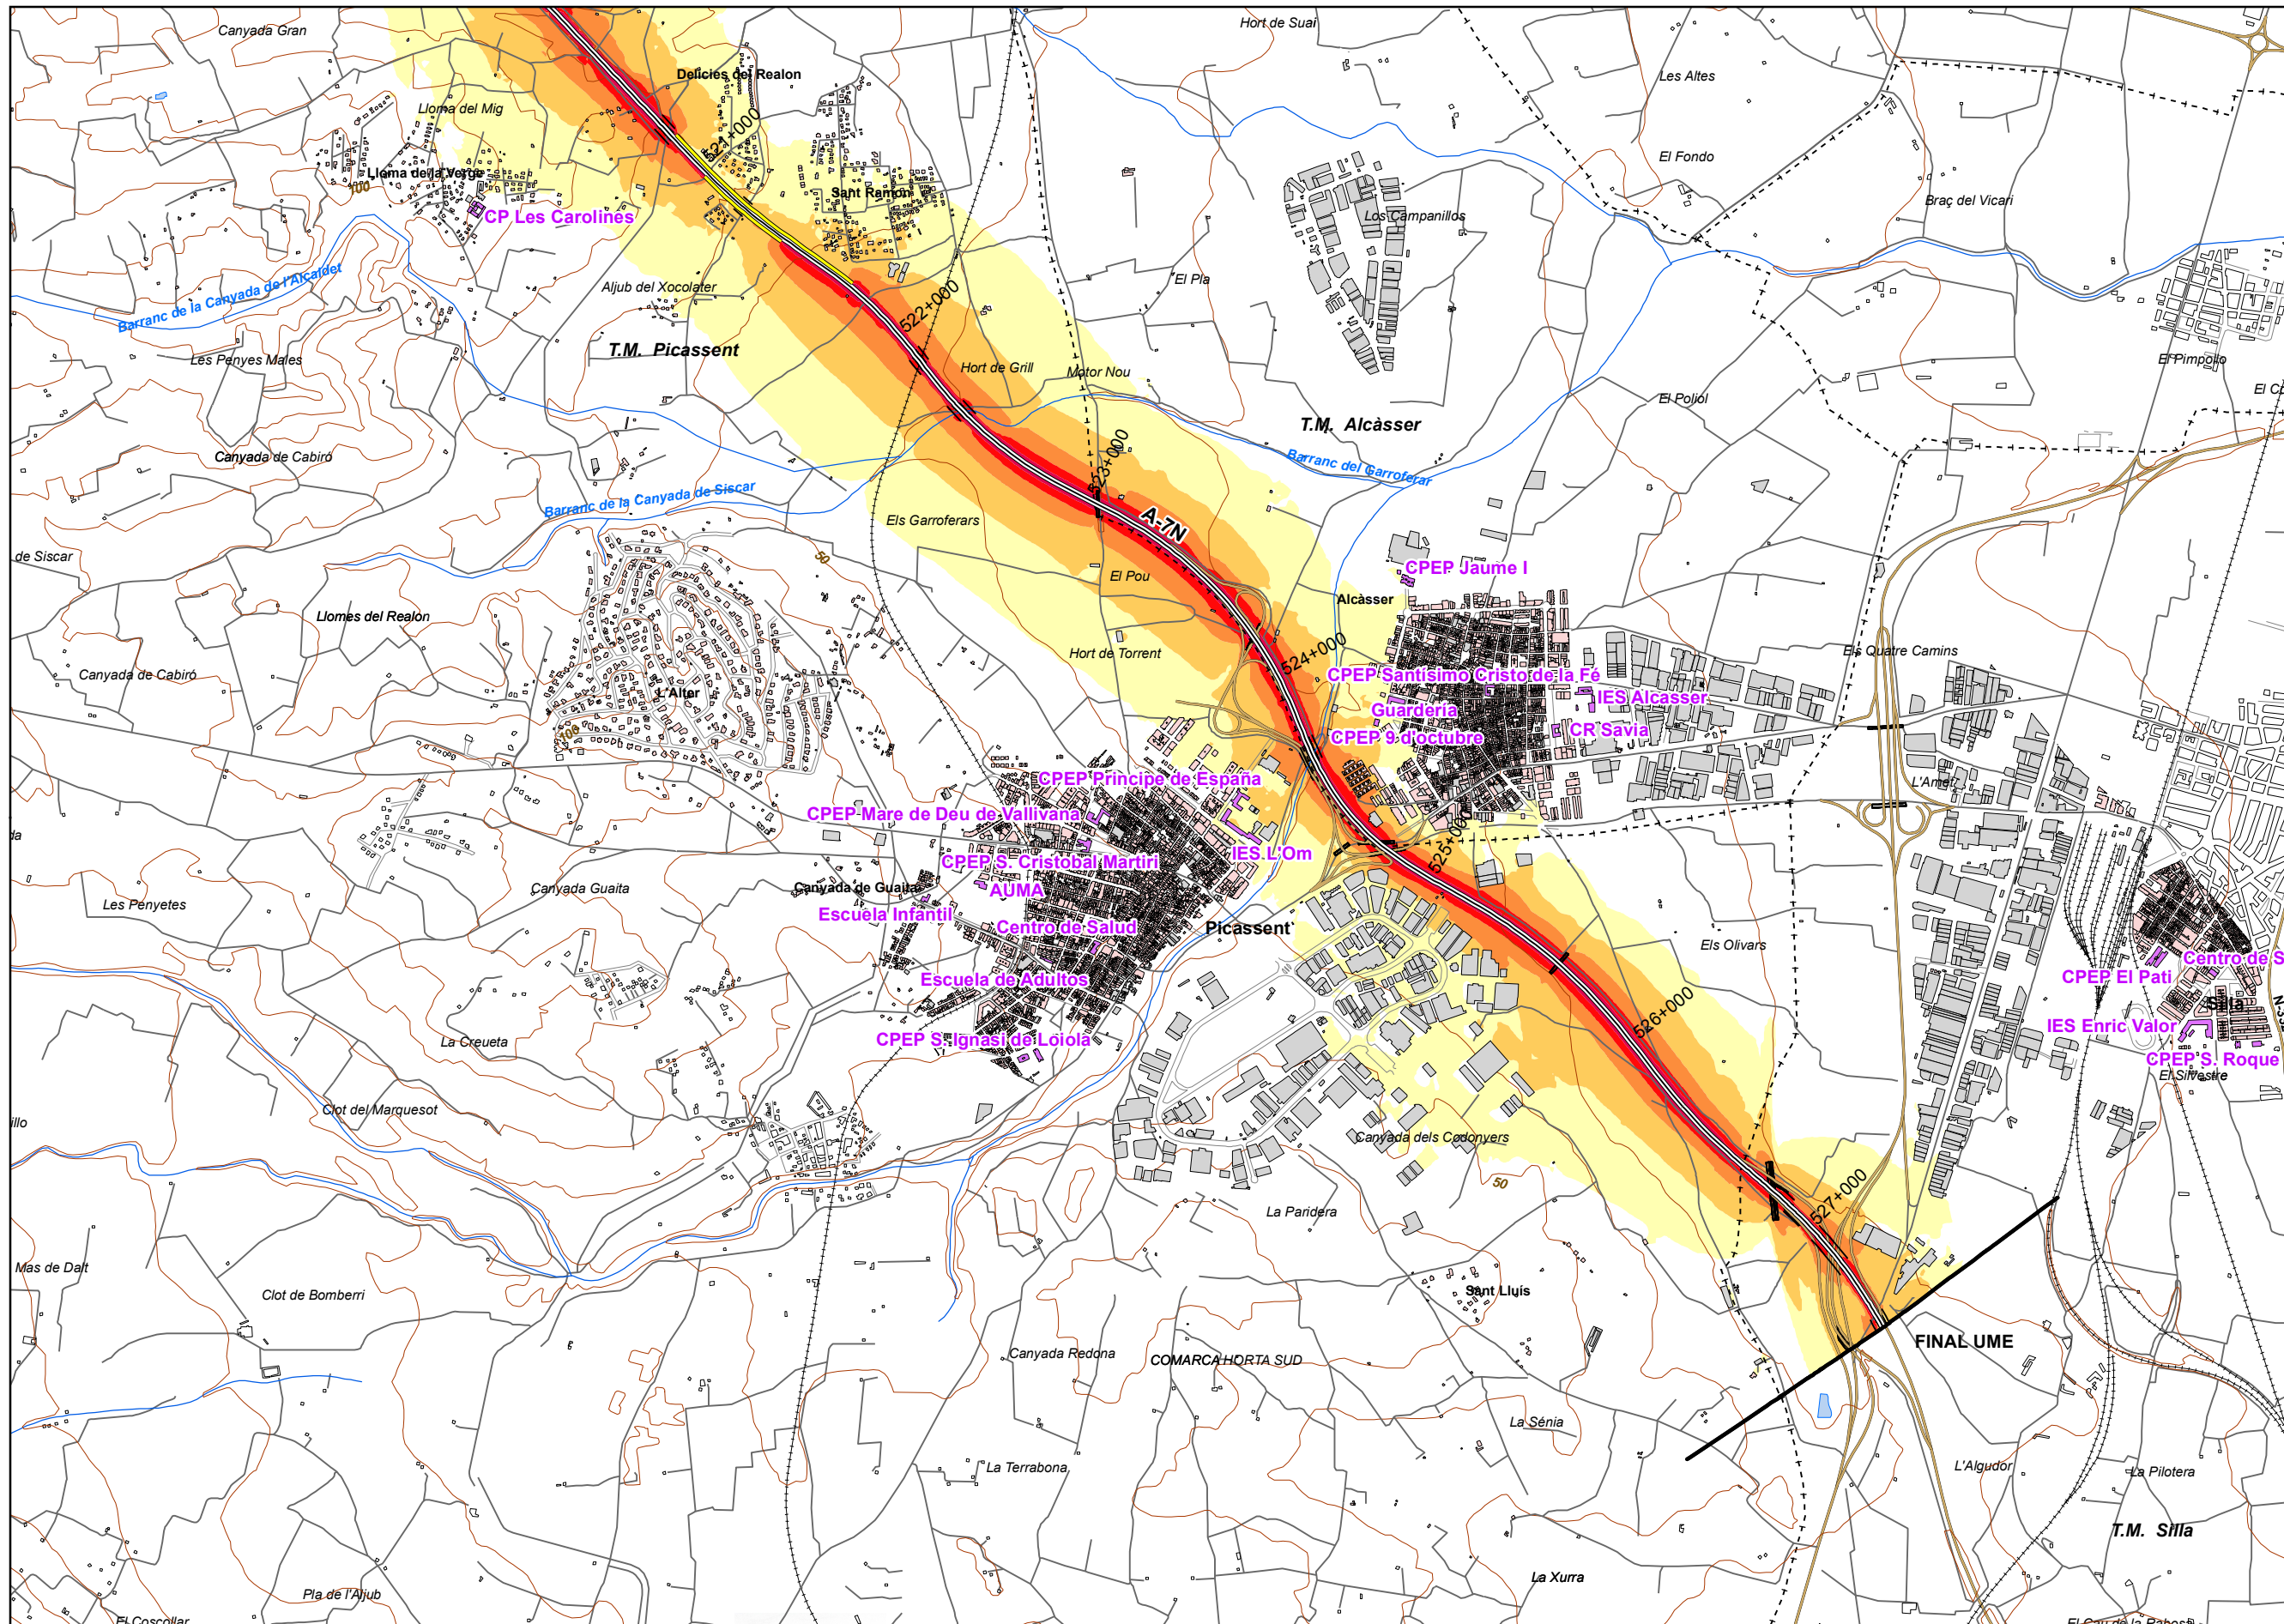 Canyada Gran
Hort de Suai
Delícies del Realon
Les Altes
Lloma del Mig
521+000
El Fondo
Lloma de la Verge
100
Sant Ramon
Braç del Vicari
CP Les Carolines
Los Campanillos
Barranc de la Canyada de l'Alcaldet
Aljub del Xocolater
El Pla
522+000
T.M. Picassent
Les Penyes Males
Hort de Grill
Motor Nou
El Pimpollo
El Poliol
T.M. Alcàsser
Canyada de Cabiró
Barranc del Garroferar
523+000
Barranc de la Canyada de Siscar
Els Garroferars
A-7N
de Siscar
50
El Pou
CPEP Jaume I
Alcàsser
Llomes del Realon
Hort de Torrent
524+000
Els Quatre Camins
Canyada de Cabiró
CPEP Santísimo Cristo de la Fé
L'Alter
IES Alcasser
Guardería
100
CR Savia
CPEP 9 d'octubre
CPEP Príncipe de España
L'Amet
CPEP Mare de Deu de Vallivana
525+000
IES L'Om
CPEP S. Cristobal Martiri
Canyada Guaita
Canyada de Guaita
AUMA
Les Penyetes
Escuela Infantil
Centro de Salud
Picassent
Els Olivars
Centro de S
CPEP El Pati
Escuela de Adultos
Silla
526+000
IES Enric Valor
La Creueta
CPEP S. Ignasi de Loiola
CPEP S. Roque
El Silvestre
Clot del Marquesot
illo
Canyada dels Codonyers
50
527+000
La Paridera
Mas de Dalt
Clot de Bomberri
Sant Lluís
FINAL UME
Canyada Redona
COMARCA HORTA SUD
La Sénia
La Terrabona
L'Algudor
La Pilotera
T.M. Silla
La Xurra
Pla de l'Aljub
El Coscollar